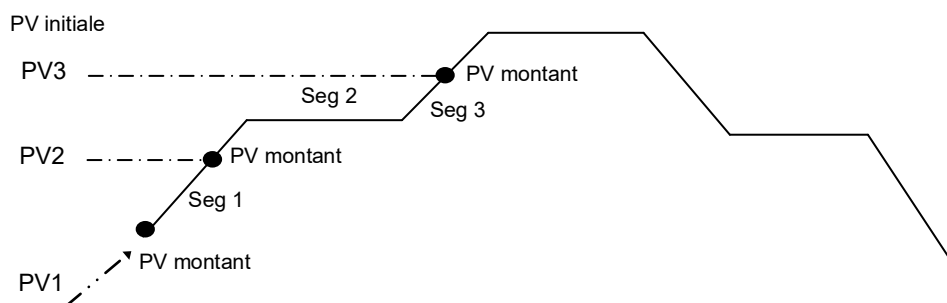 PV initiale
PV3
PV montant
Seg 2
Seg 3
PV2
PV montant
Seg 1
PV montant
PV1